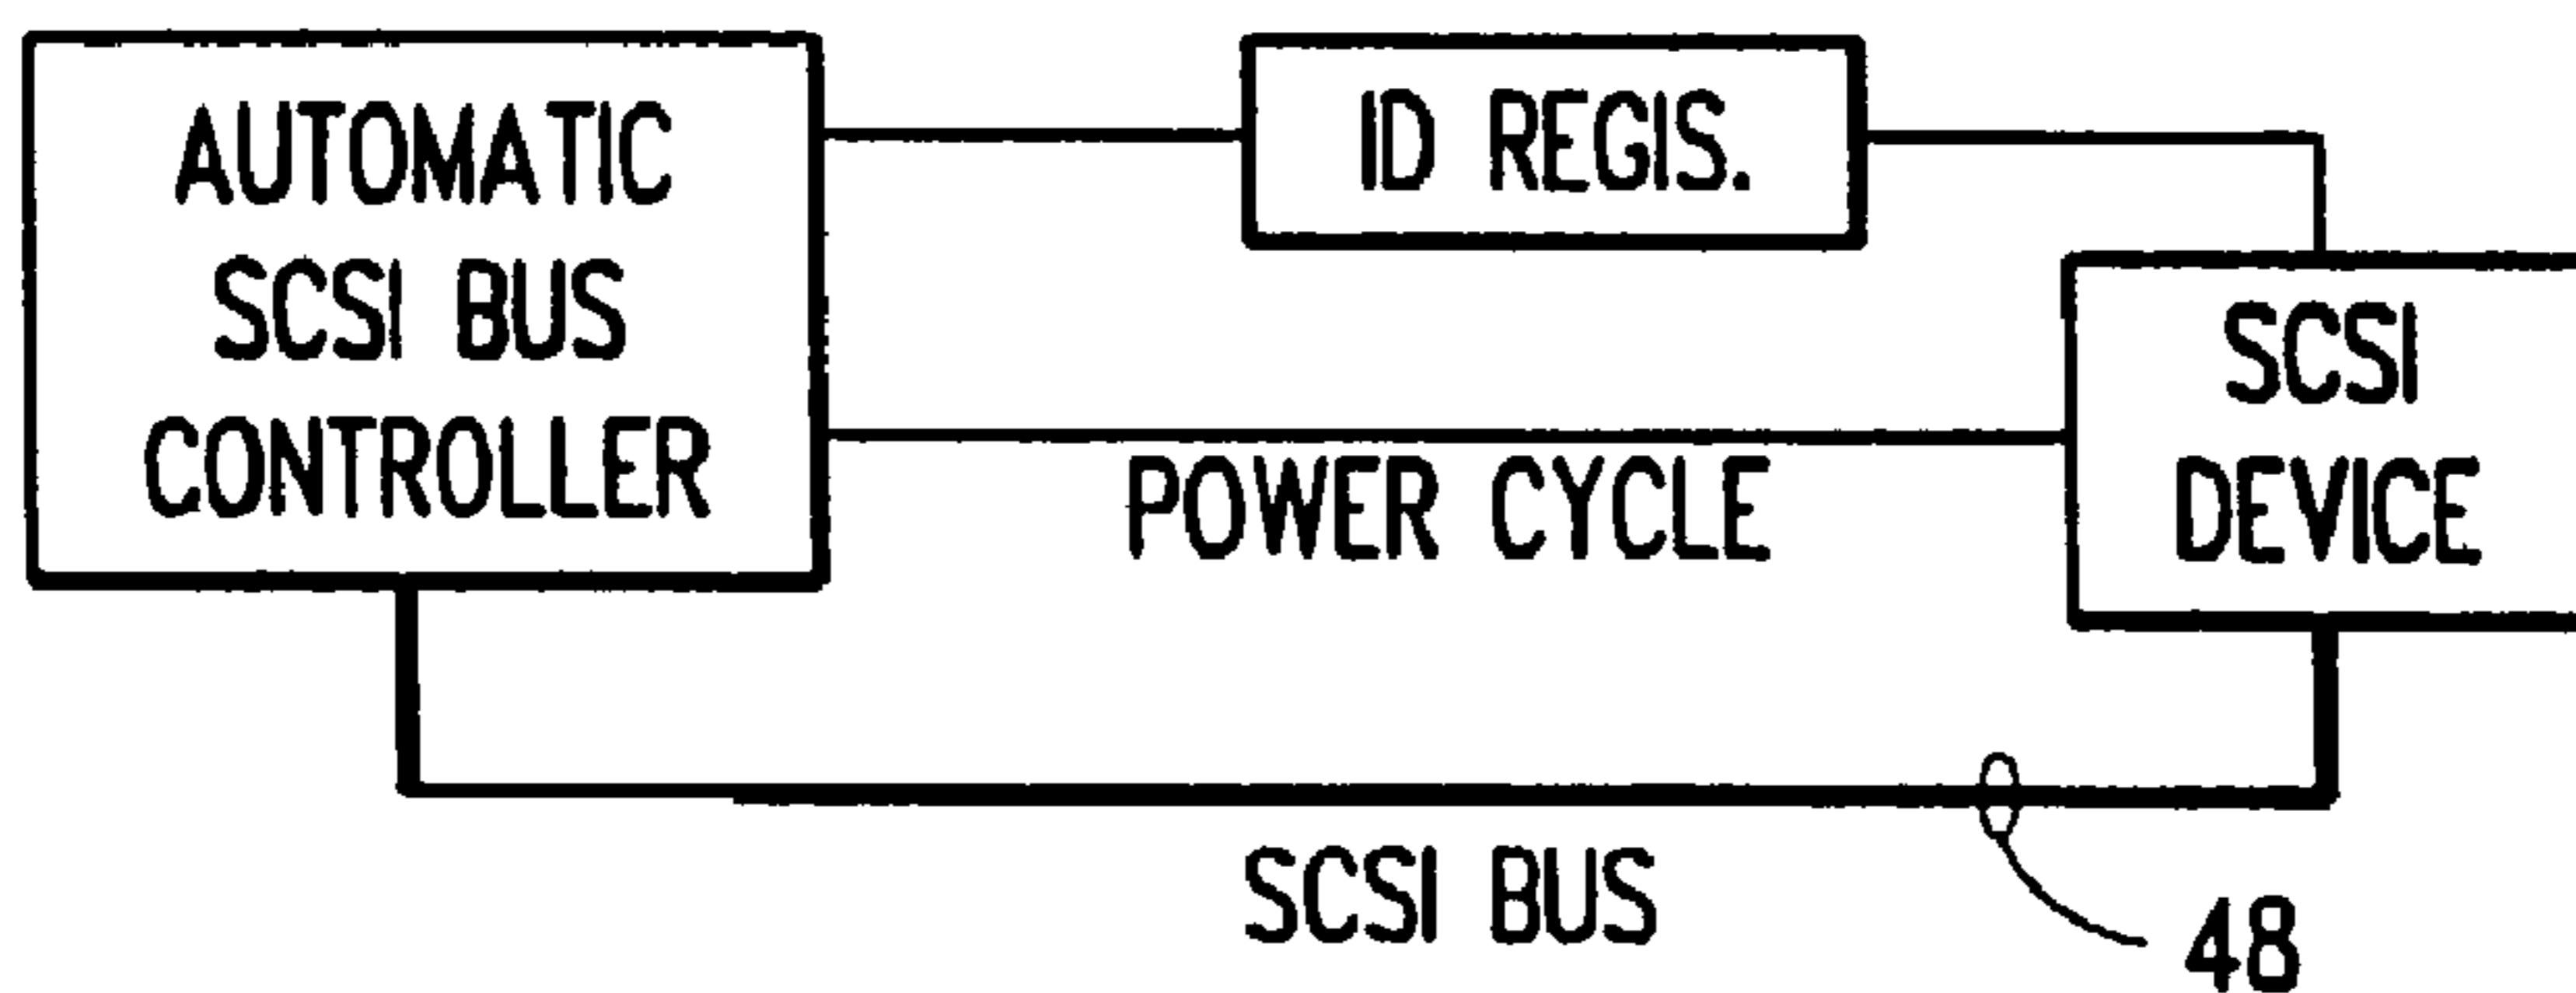 AUTOMATIC
SCSI BUS
CONTROLLER
ID REGIS.
SCSI
DEVICE
POWER CYCLE
SCSI BUS
48